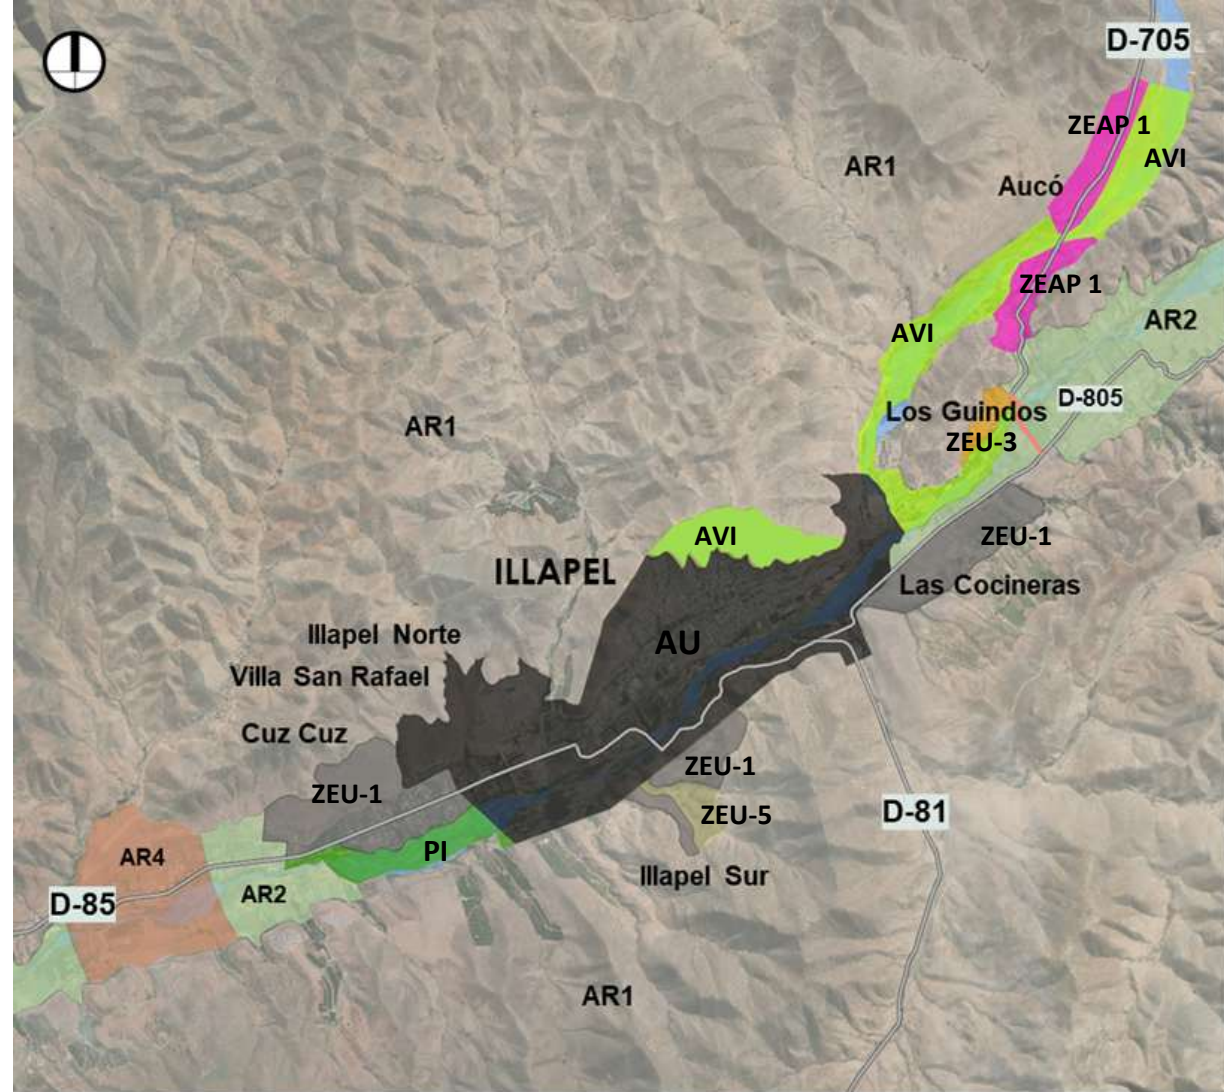 D-705
ZEAP 1
AVI
AR1
Aucó
ZEAP 1
AR2
AVI
D-805
Los Guindos
ZEU-3
AR1
AVI
ZEU-1
ILLAPEL
Las Cocineras
Illapel Norte
AU
Villa San Rafael
Cuz Cuz
ZEU-1
ZEU-1
ZEU-5
D-81
PI
AR4
Illapel Sur
AR2
D-85
AR1